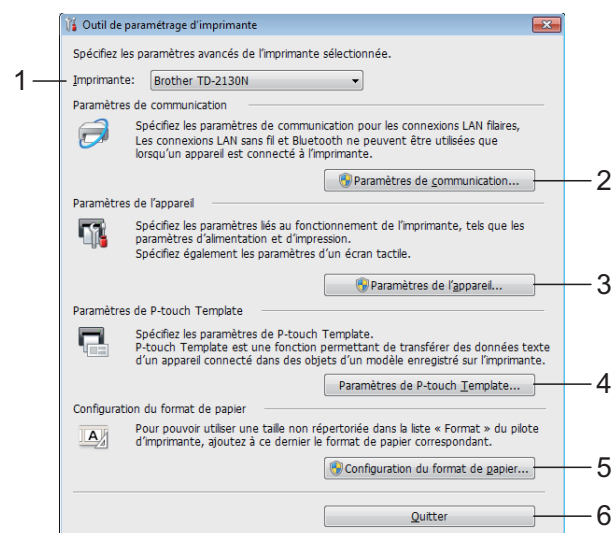 Outil de paramétrage d'imprimante
Spécifiez les paramètres avancés de l'imprimante sélectionnée.
1
Imprimante: Brother TD-2130N
Paramètres de communication
Spécifiez les paramètres de communication pour les connexions LAN filaires,
Les connexions LAN sans fil et Bluetooth ne peuvent être utilisées que
lorsqu'un appareil est connecté à l'imprimante.
Paramètres de communication... 2
Paramètres de l'appareil
Spécifiez les paramètres liés au fonctionnement de l'imprimante, tels que les
paramètres d'alimentation et d'impression.
Spécifiez également les paramètres d'un écran tactile.
Paramètres de l'appareil... 3
Paramètres de P-touch Template
Spécifiez les paramètres de P-touch Template.
P-touch Template est une fonction permettant de transférer des données texte
d'un appareil connecté dans des objets d'un modèle enregistré sur l'imprimante.
Paramètres de P-touch Template... 4
Configuration du format de papier
A
Pour pouvoir utiliser une taille non répertoriée dans la liste « Format » du pilote
d'imprimante, ajoutez à ce dernier le format de papier correspondant.
Configuration du format de papier... 5
Quitter 6